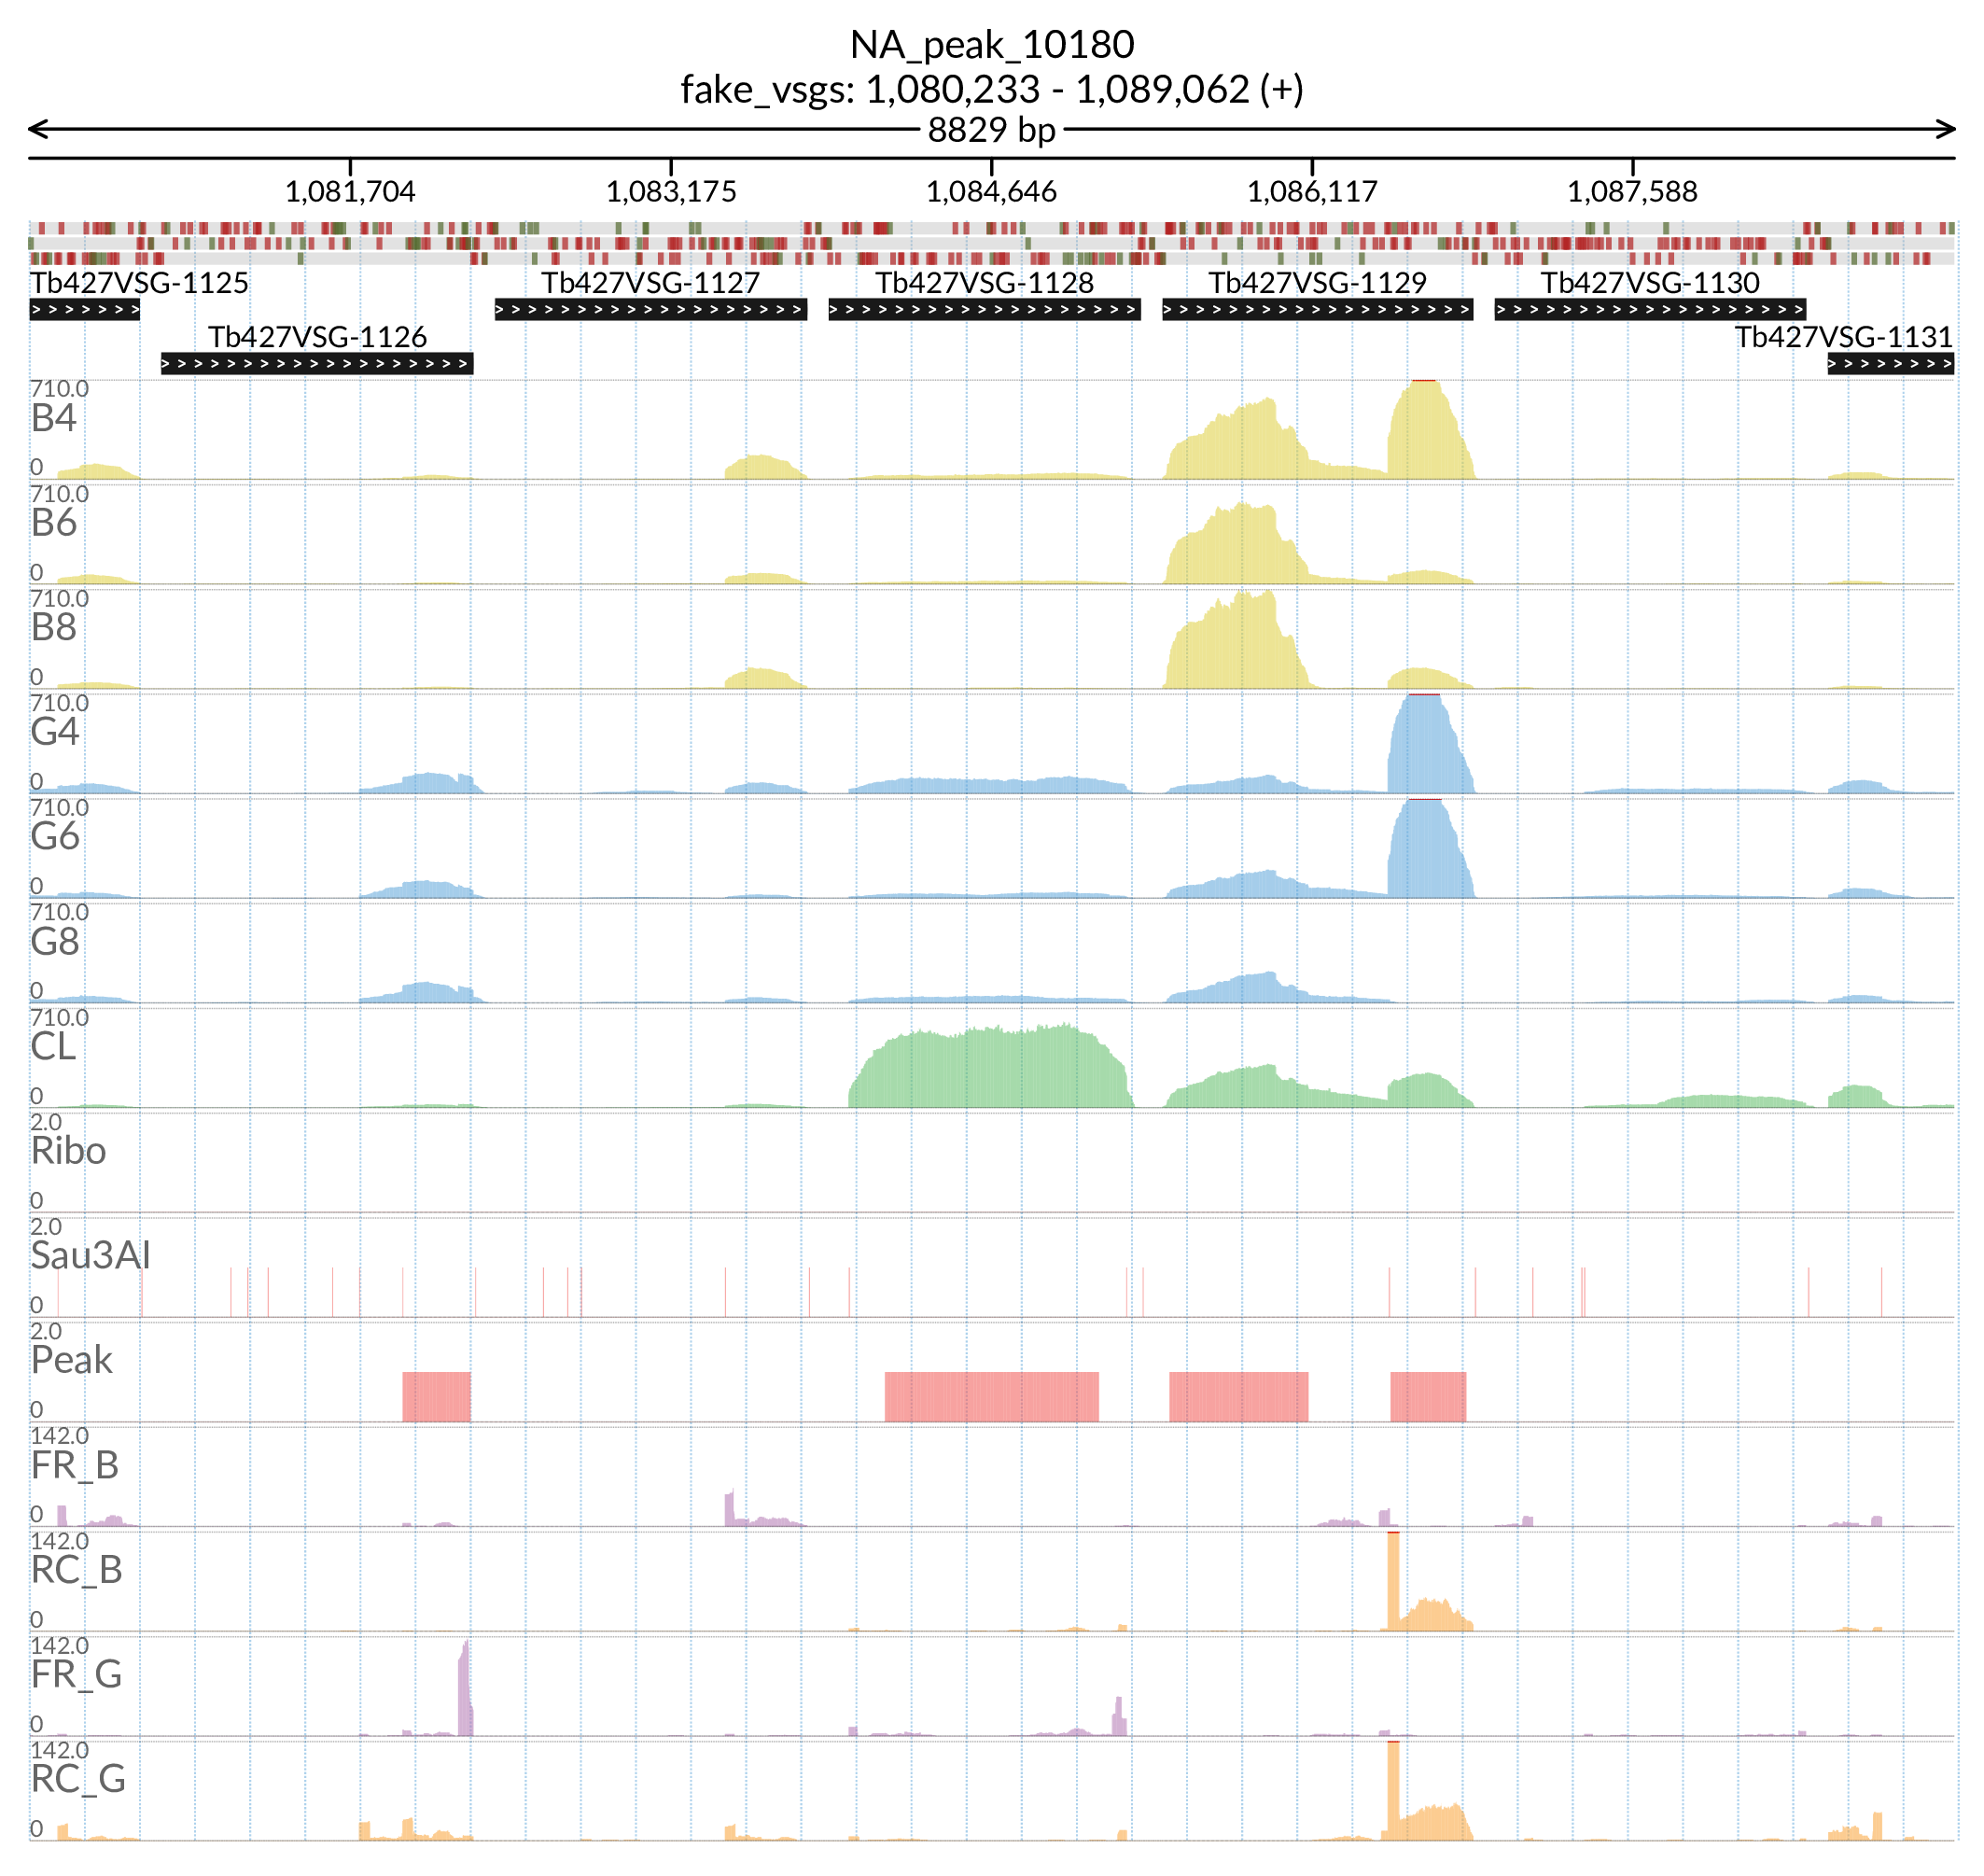 NA_peak_10180
fake_vsgs: 1,080,233 - 1,089,062 (+)
8829 bp
1,081,704 1,083,175 1,084,646 1,086,117 1,087,588
Tb427VSG-1125 Tb427VSG-1127 Tb427VSG-1128 Tb427VSG-1129 Tb427VSG-1130
Tb427VSG-1126 Tb427VSG-1131
710.0
B4
0
710.0
B6
0
710.0
B8
0
710.0
G4
0
710.0
G6
0
710.0
G8
0
710.0
CL
0
2.0
Ribo
0
2.0
Sau3AI
0
2.0
Peak
0
142.0
FR_B
0
142.0
RC_B
0
142.0
FR_G
0
142.0
RC_G
0